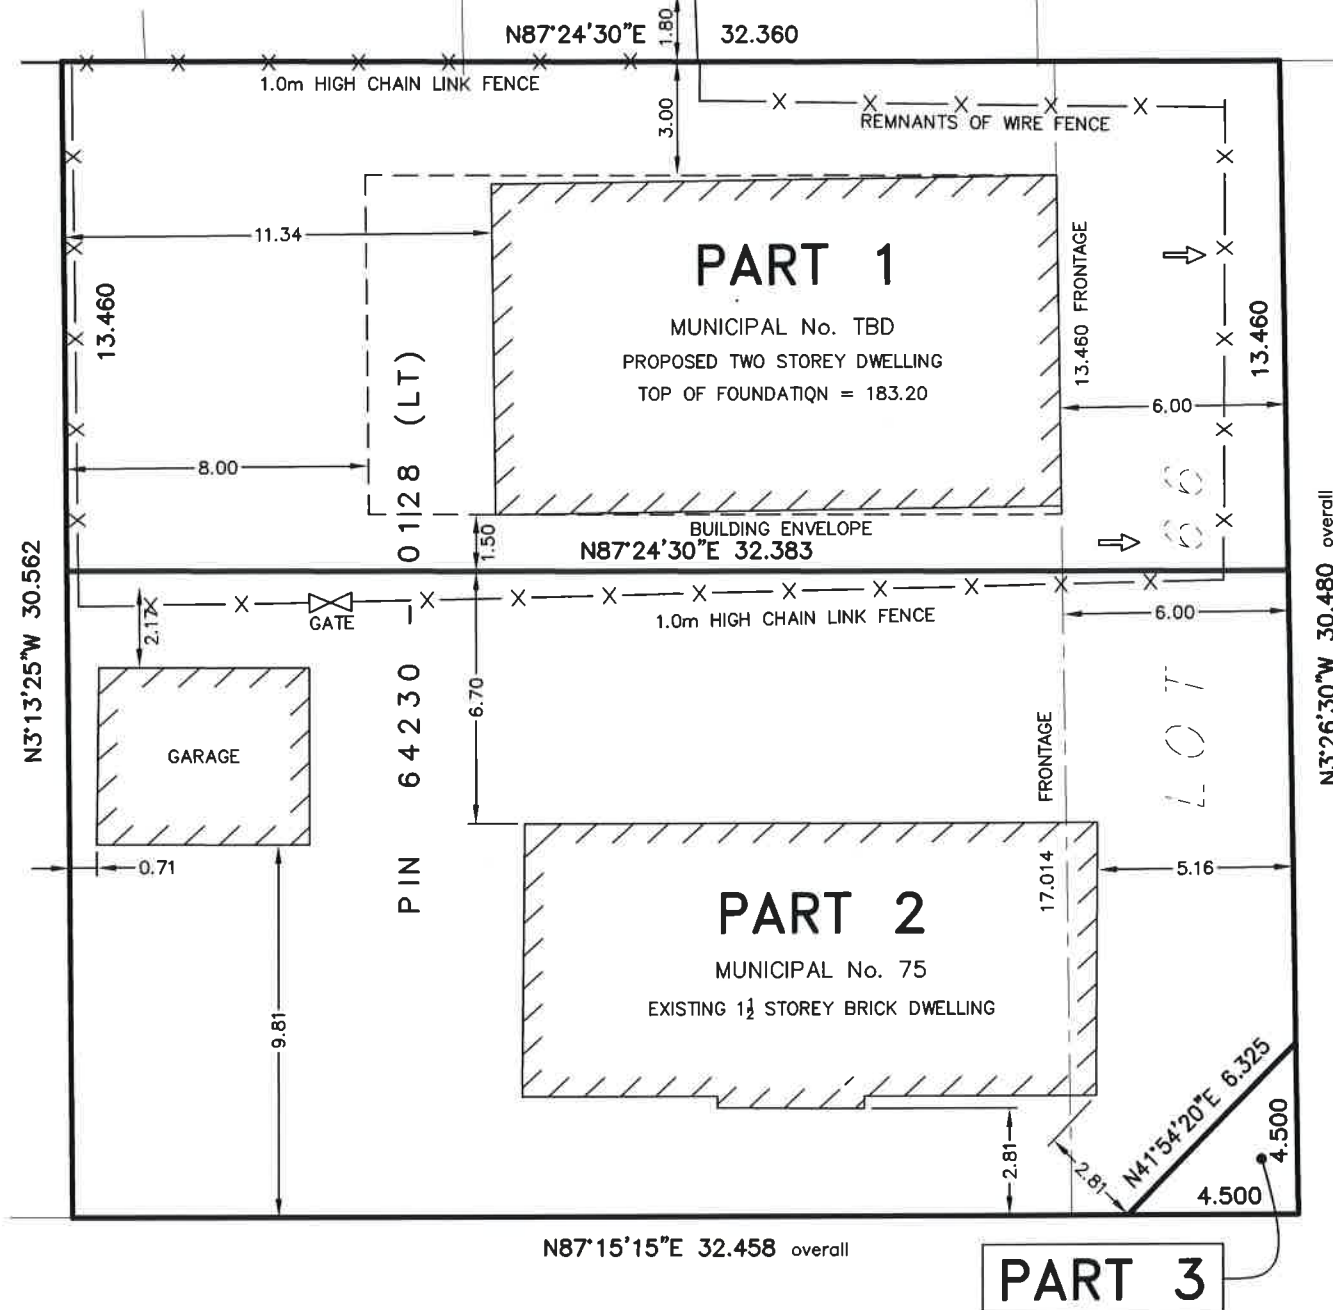 1.80
N87°24'30"E 32.360
1.0m HIGH CHAIN LINK FENCE
3.00
REMNANTS OF WIRE FENCE
11.34
13.460
PART 1
MUNICIPAL No. TBD
PROPOSED TWO STOREY DWELLING
TOP OF FOUNDATION = 183.20
13.460 FRONTAGE
13.460
6.00
8.00
1.50
BUILDING ENVELOPE
N87°24'30"E 32.383
PIN 64230 - 0128 (LT)
LOT 66
N3°13'25"W 30.562
N3°26'30"W 30.480 overall
2.17
GATE
1.0m HIGH CHAIN LINK FENCE
6.00
6.70
GARAGE
FRONTAGE
17.014
0.71
5.16
PART 2
MUNICIPAL No. 75
EXISTING 1½ STOREY BRICK DWELLING
9.81
2.81
2.81
N41°54'20"E 6.325
4.500
4.500
N87°15'15"E 32.458 overall
PART 3